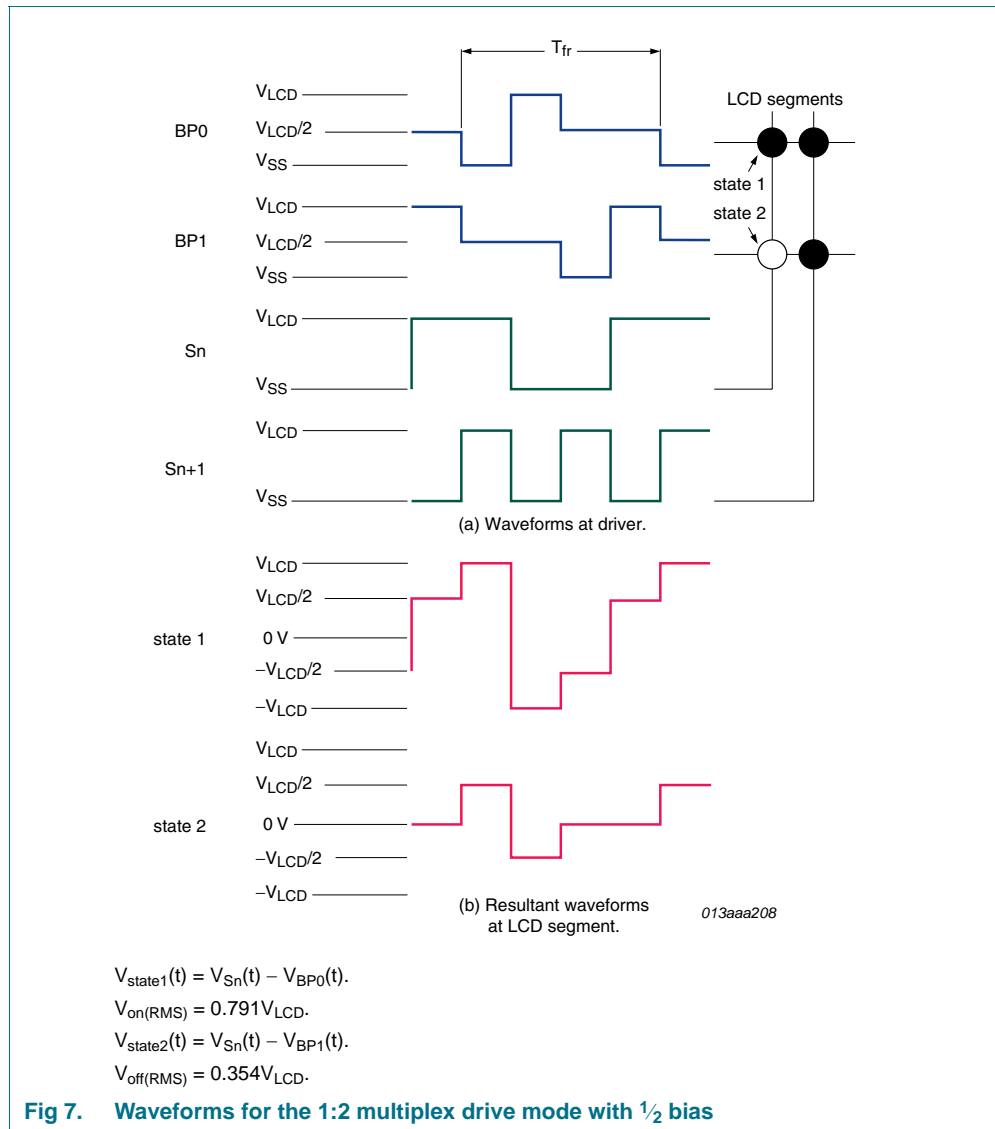 Tfr
VLCD
BP0
VLCD/2
VSS
LCD segments
state 1
state 2
VLCD
BP1
VLCD/2
VSS
VLCD
Sn
VSS
VLCD
Sn+1
VSS
(a) Waveforms at driver.
VLCD
VLCD/2
state 1
0 V
−VLCD/2
−VLCD
VLCD
VLCD/2
state 2
0 V
−VLCD/2
−VLCD
(b) Resultant waveforms
at LCD segment.
013aaa208
Vstate1(t) = VSn(t) − VBP0(t).
Von(RMS) = 0.791VLCD.
Vstate2(t) = VSn(t) − VBP1(t).
Voff(RMS) = 0.354VLCD.
Fig 7. Waveforms for the 1:2 multiplex drive mode with 1⁄2 bias